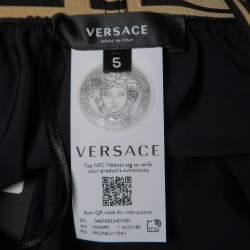 VERSACE
MADE IN ITALY
5
VERSACE
Tap NFC Medusa tag to verify
your product's authenticity
Scan QR code for instructions